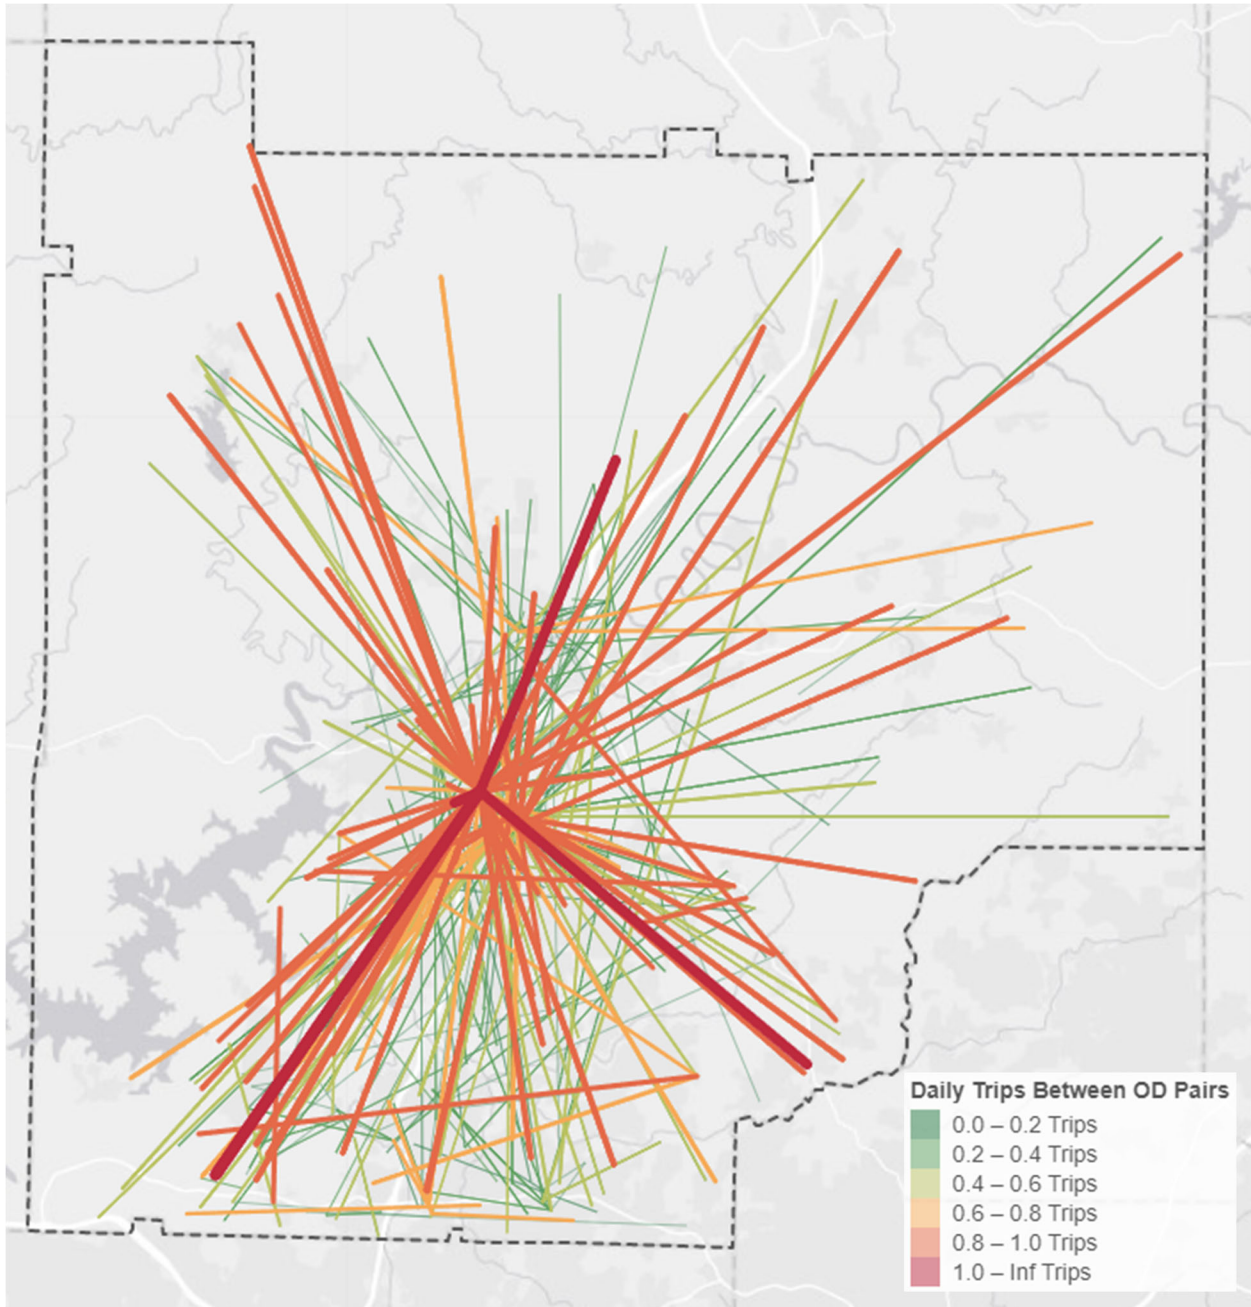 Daily Trips Between OD Pairs
0.0 – 0.2 Trips
0.2 – 0.4 Trips
0.4 – 0.6 Trips
0.6 – 0.8 Trips
0.8 – 1.0 Trips
1.0 – Inf Trips